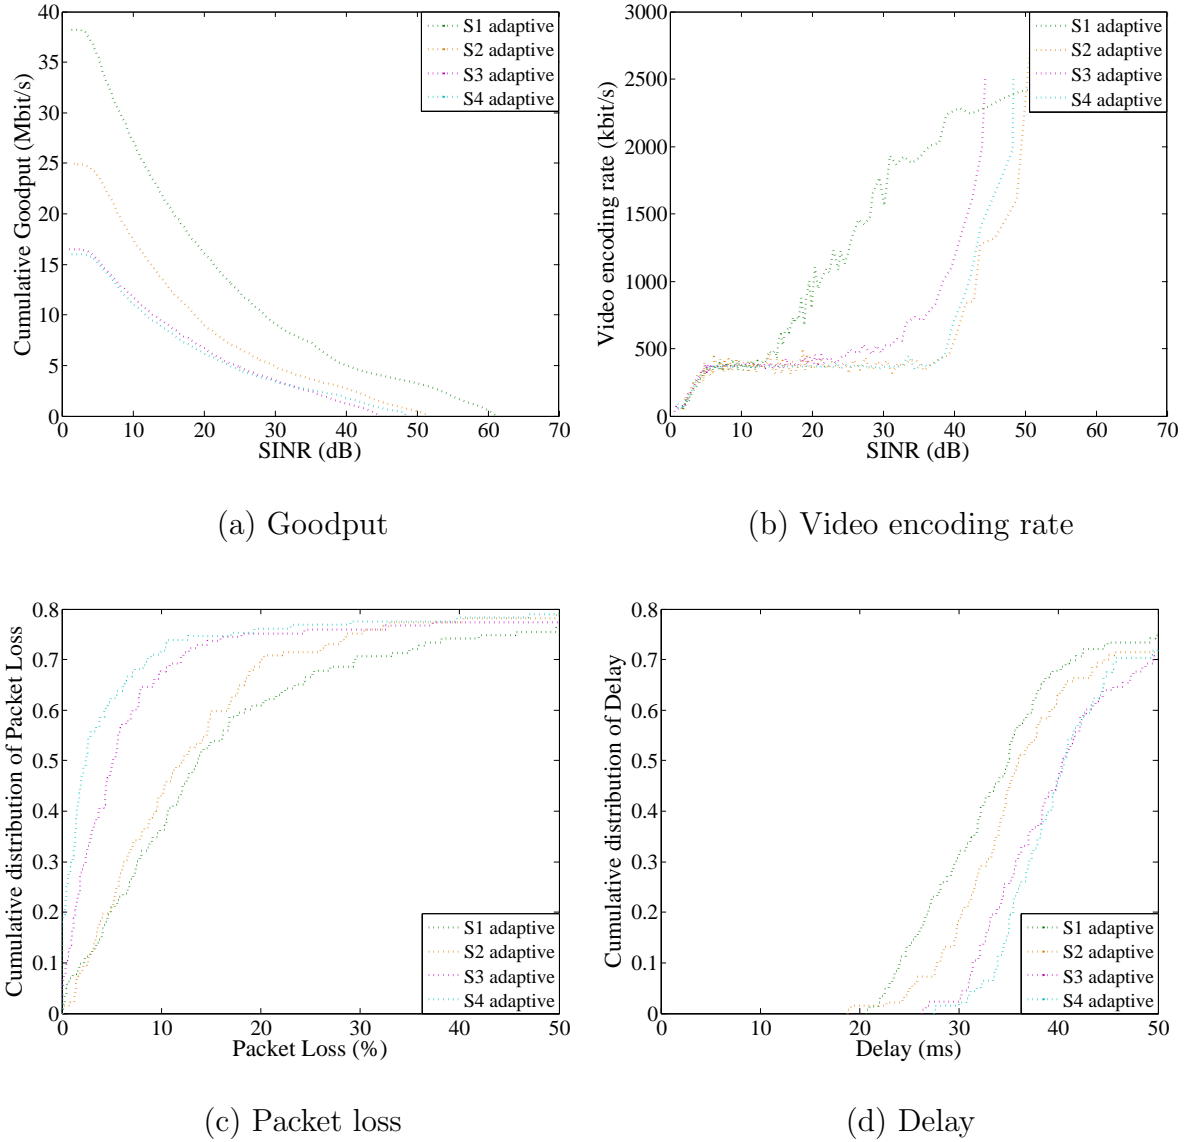 40
35
30
25
20
15
10
5
0
0 10 20 30 40 50 60 70
Cumulative Goodput (Mbit/s)
SINR (dB)
S1 adaptive
S2 adaptive
S3 adaptive
S4 adaptive
(a) Goodput
3000
2500
2000
1500
1000
500
0
0 10 20 30 40 50 60 70
Video encoding rate (kbit/s)
SINR (dB)
S1 adaptive
S2 adaptive
S3 adaptive
S4 adaptive
(b) Video encoding rate
0.8
0.7
0.6
0.5
0.4
0.3
0.2
0.1
0
0 10 20 30 40 50
Cumulative distribution of Packet Loss
Packet Loss (%)
S1 adaptive
S2 adaptive
S3 adaptive
S4 adaptive
(c) Packet loss
0.8
0.7
0.6
0.5
0.4
0.3
0.2
0.1
0
0 10 20 30 40 50
Cumulative distribution of Delay
Delay (ms)
S1 adaptive
S2 adaptive
S3 adaptive
S4 adaptive
(d) Delay